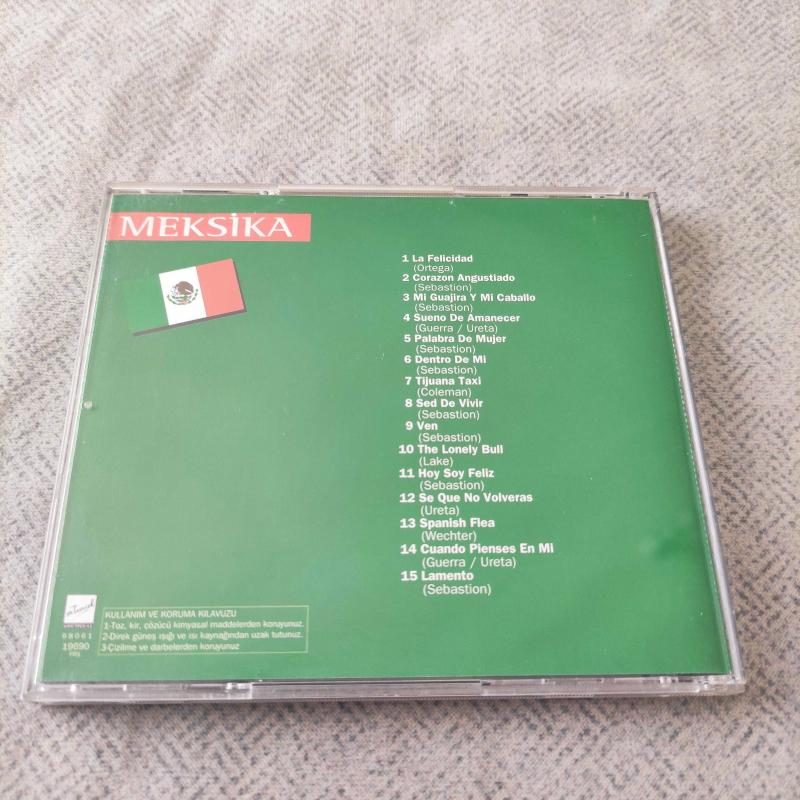 MEKSİKA
1 La Felicidad
(Ortega)
2 Corazon Angustiado
(Sebastion)
3 Mi Guajira Y Mi Caballo
(Sebastion)
4 Sueno De Amanecer
(Guerra / Ureta)
5 Palabra De Mujer
(Sebastion)
6 Dentro De Mi
(Sebastion)
7 Tijuana Taxi
(Coleman)
8 Sed De Vivir
(Sebastion)
9 Ven
(Sebastion)
10 The Lonely Bull
(Lake)
11 Hoy Soy Feliz
(Sebastion)
12 Se Que No Volveras
(Ureta)
13 Spanish Flea
(Wechter)
14 Cuando Pienses En Mi
(Guerra / Ureta)
15 Lamento
(Sebastion)
68061
19690
KULLANIM VE KORUMA KILAVUZU
1-Toz, kir, çözücü kimyasal maddelerden koruyunuz.
2-Direk güneş ışığı ve ısı kaynağından uzak tutunuz.
3-Çizilme ve darbelerden koruyunuz